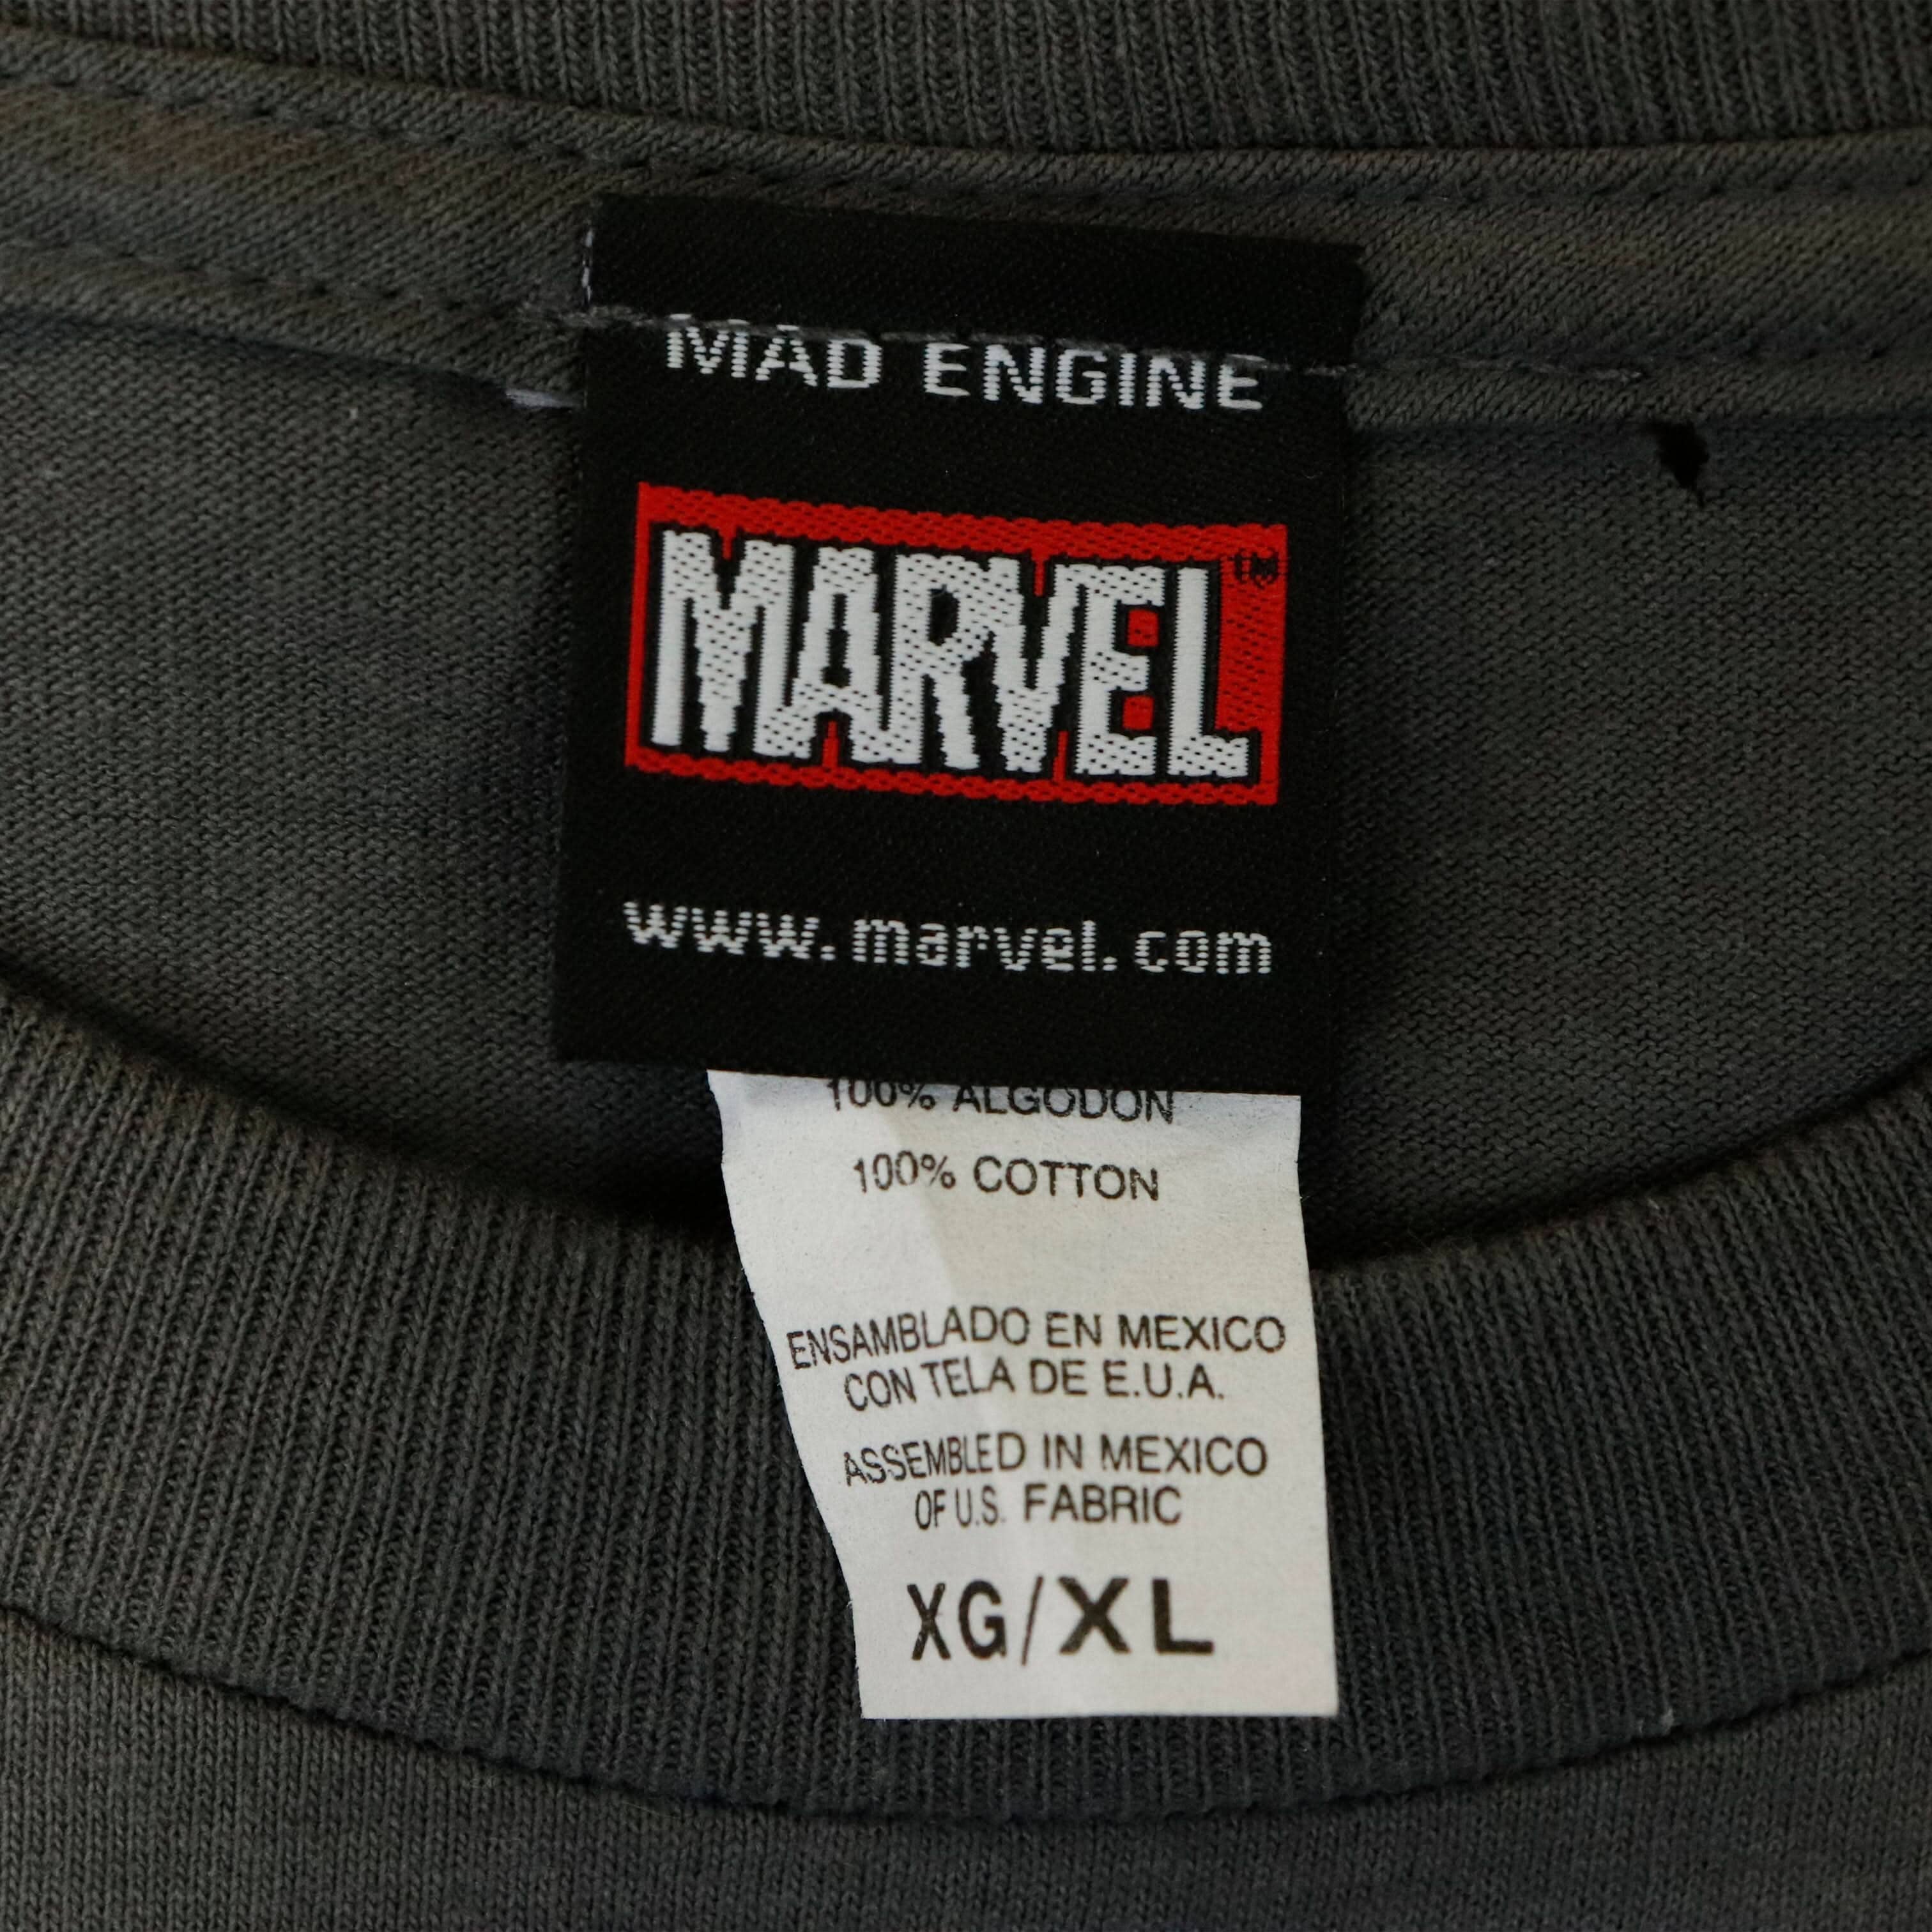 MAD ENGINE
MARVEL™
www.marvel.com
100% ALGODON
100% COTTON
ENSAMBLADO EN MEXICO
CON TELA DE E.U.A.
ASSEMBLED IN MEXICO
OF U.S. FABRIC
XG/XL